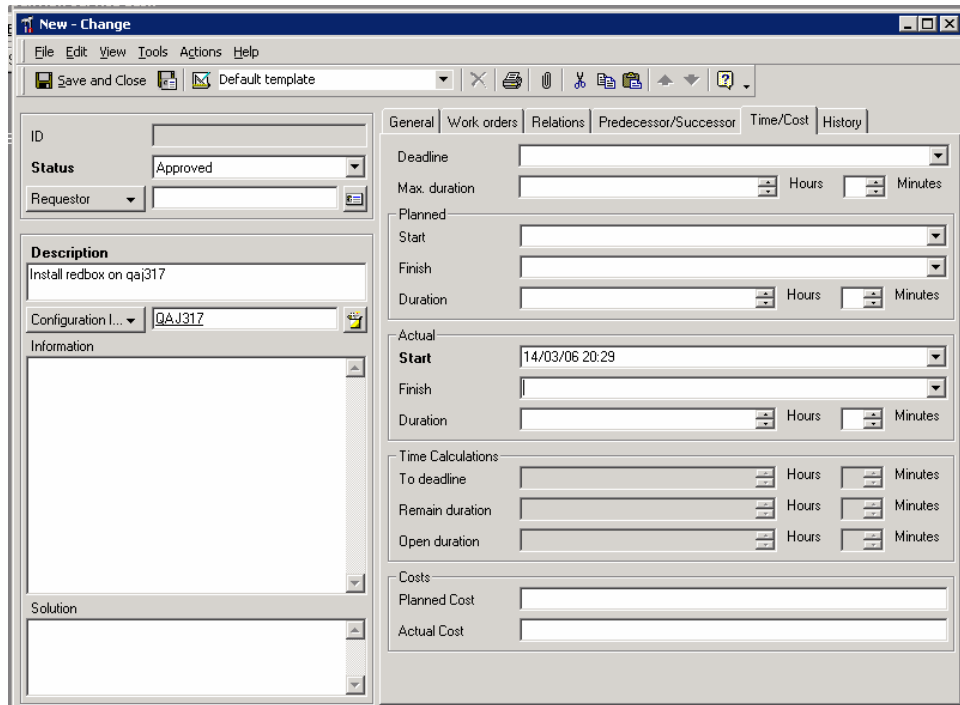 New - Change
File Edit View Tools Actions Help
Save and Close Default template
ID
Status Approved
Requestor
Description
Install redbox on qaj317
Configuration I... QAJ317
Information
Solution
General Work orders Relations Predecessor/Successor Time/Cost History
Deadline
Max. duration Hours Minutes
Planned
Start
Finish
Duration Hours Minutes
Actual
Start 14/03/06 20:29
Finish
Duration Hours Minutes
Time Calculations
To deadline Hours Minutes
Remain duration Hours Minutes
Open duration Hours Minutes
Costs
Planned Cost
Actual Cost